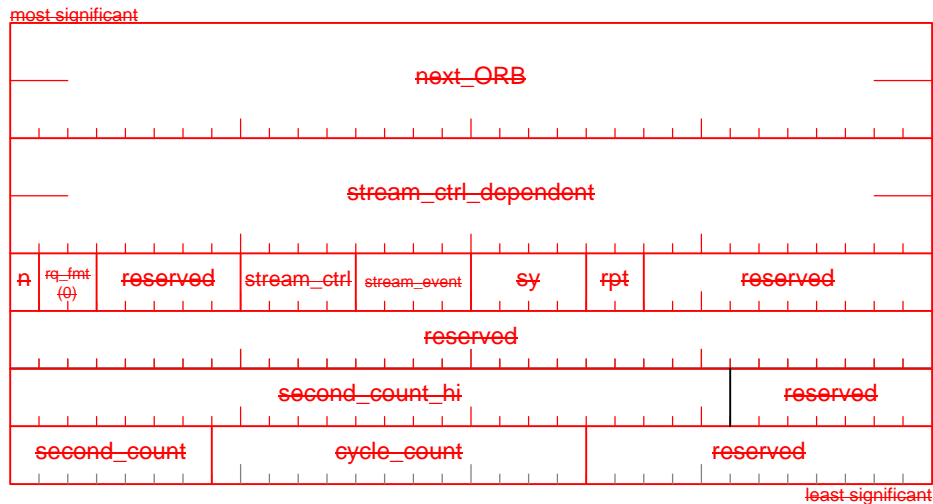 most significant
next_ORB
stream_ctrl_dependent
n rq_fmt (0) reserved stream_ctrl stream_event sy rpt reserved
reserved
second_count_hi reserved
second_count cycle_count reserved
least significant